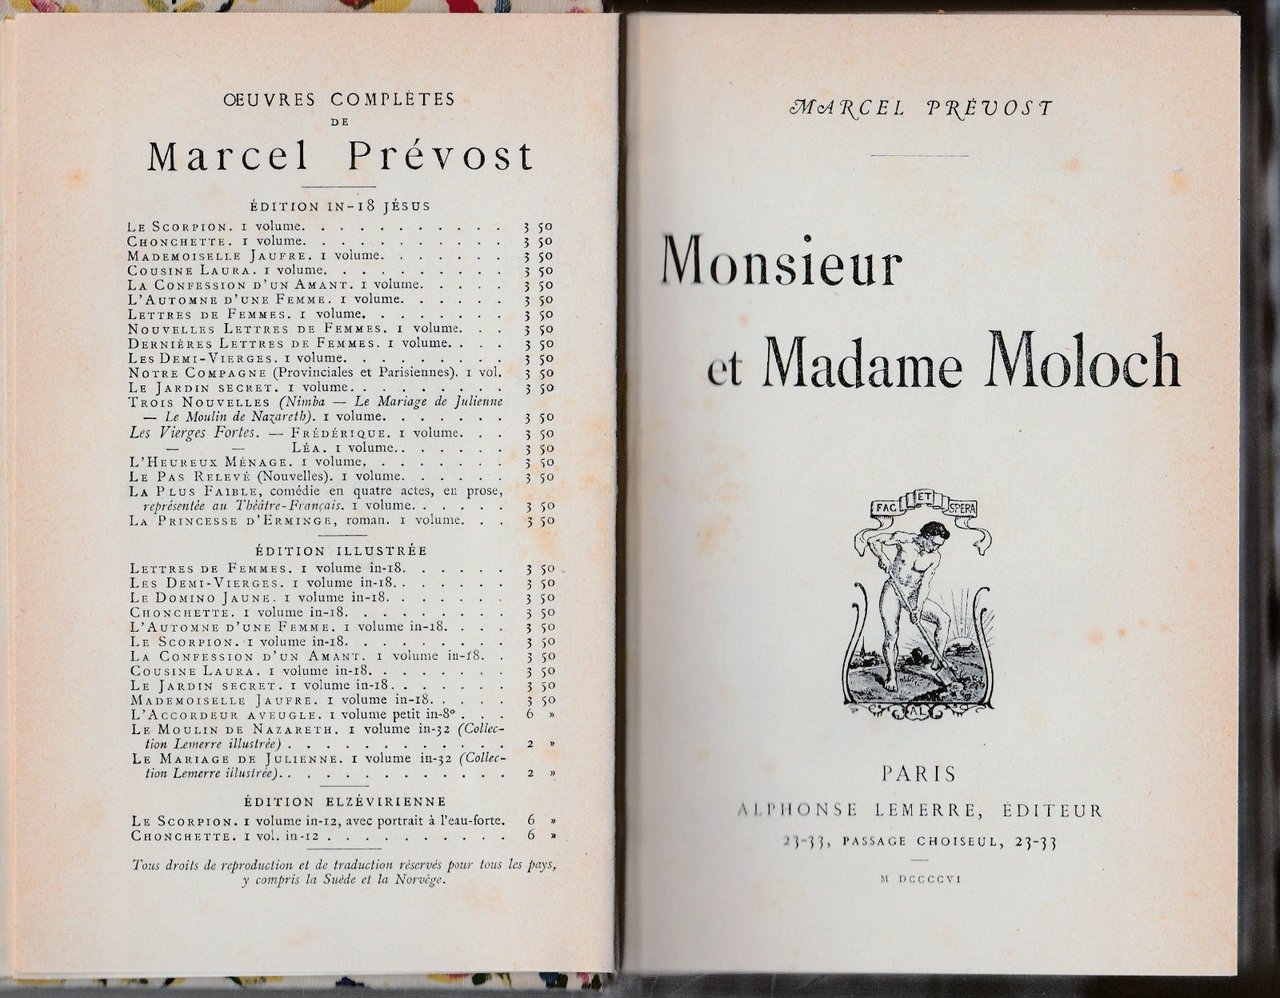 ŒUVRES COMPLÈTES
DE
Marcel Prévost
ÉDITION IN-18 JÉSUS
LE SCORPION. 1 volume. . . . . . . . . . . 3 50
CHONCHETTE. 1 volume. . . . . . . . . . . 3 50
MADEMOISELLE JAUFRE. 1 volume. . . . . . . 3 50
COUSINE LAURA. 1 volume. . . . . . . . . . 3 50
LA CONFESSION D'UN AMANT. 1 volume. . . . . 3 50
L'AUTOMNE D'UNE FEMME. 1 volume. . . . . . 3 50
LETTRES DE FEMMES. 1 volume. . . . . . . . 3 50
NOUVELLES LETTRES DE FEMMES. 1 volume. . . 3 50
DERNIÈRES LETTRES DE FEMMES. 1 volume. . . . 3 50
LES DEMI-VIERGES. 1 volume. . . . . . . . . 3 50
NOTRE COMPAGNE (Provinciales et Parisiennes). 1 vol. 3 50
LE JARDIN SECRET. 1 volume. . . . . . . . . 3 50
TROIS NOUVELLES (Nimba — Le Mariage de Julienne
— Le Moulin de Nazareth). 1 volume. . . . . . . 3 50
Les Vierges Fortes. — FRÉDÉRIQUE. 1 volume. . . 3 50
— — LÉA. 1 volume. . . . . . 3 50
L'HEUREUX MÉNAGE. 1 volume. . . . . . . . 3 50
LE PAS RELEVÉ (Nouvelles). 1 volume. . . . . . 3 50
LA PLUS FAIBLE, comédie en quatre actes, en prose,
représentée au Théâtre-Français. 1 volume. . . . . . 3 50
LA PRINCESSE D'ERMINGE, roman. 1 volume. . . 3 50
ÉDITION ILLUSTRÉE
LETTRES DE FEMMES. 1 volume in-18. . . . . . 3 50
LES DEMI-VIERGES. 1 volume in-18. . . . . . . 3 50
LE DOMINO JAUNE. 1 volume in-18. . . . . . . 3 50
CHONCHETTE. 1 volume in-18. . . . . . . . . 3 50
L'AUTOMNE D'UNE FEMME. 1 volume in-18. . . . 3 50
LE SCORPION. 1 volume in-18. . . . . . . . . 3 50
LA CONFESSION D'UN AMANT. 1 volume in-18. . 3 50
COUSINE LAURA. 1 volume in-18. . . . . . . . 3 50
LE JARDIN SECRET. 1 volume in-18. . . . . . . 3 50
MADEMOISELLE JAUFRE. 1 volume in-18. . . . . 3 50
L'ACCORDEUR AVEUGLE. 1 volume petit in-8° . . . 6 »
LE MOULIN DE NAZARETH. 1 volume in-32 (Collec-
tion Lemerre illustrée) . . . . . . . . . . . . 2 »
LE MARIAGE DE JULIENNE. 1 volume in-32 (Collec-
tion Lemerre illustrée). . . . . . . . . . . . . 2 »
ÉDITION ELZÉVIRIENNE
LE SCORPION. 1 volume in-12, avec portrait à l'eau-forte. 6 »
CHONCHETTE. 1 vol. in-12 . . . . . . . . . . 6 »
Tous droits de reproduction et de traduction réservés pour tous les pays,
y compris la Suède et la Norvège.
MARCEL PRÉVOST
Monsieur
et Madame Moloch
FAC ET SPERA
AL
PARIS
ALPHONSE LEMERRE, ÉDITEUR
23-33, PASSAGE CHOISEUL, 23-33
M DCCCCVI